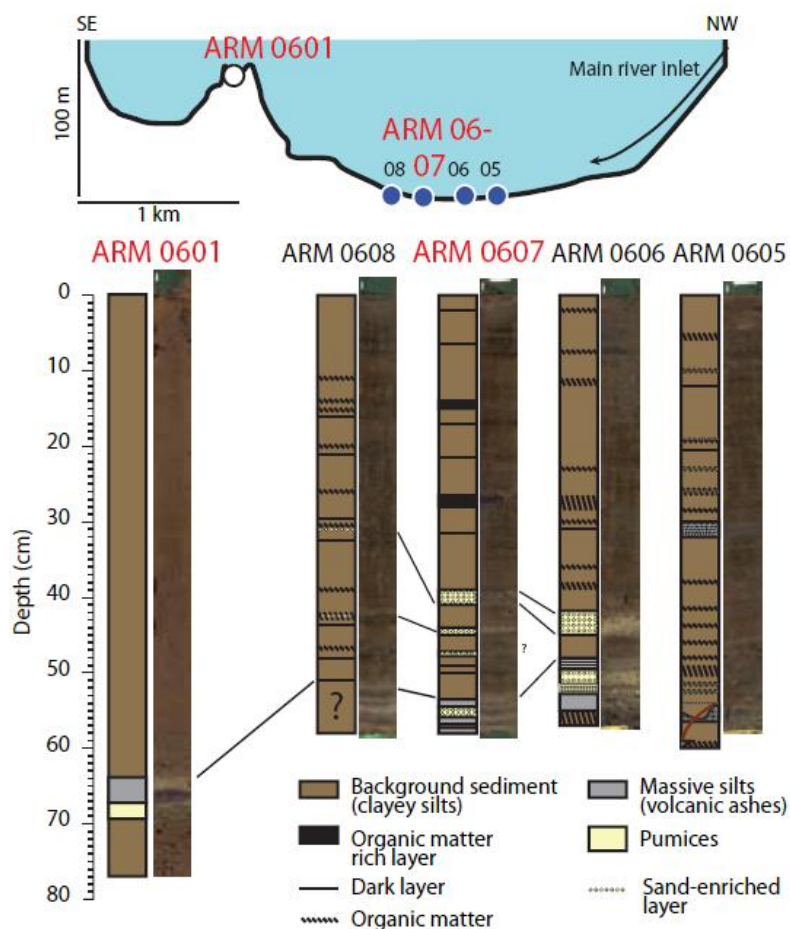 SE
NW
ARM 0601
Main river inlet
100 m
ARM 06-
07
08
06
05
1 km
ARM 0601
ARM 0608
ARM 0607
ARM 0606
ARM 0605
0
10
20
30
40
50
60
70
80
Depth (cm)
?
?
Background sediment
(clayey silts)
Massive silts
(volcanic ashes)
Organic matter
rich layer
Pumices
Dark layer
Sand-enriched
layer
Organic matter